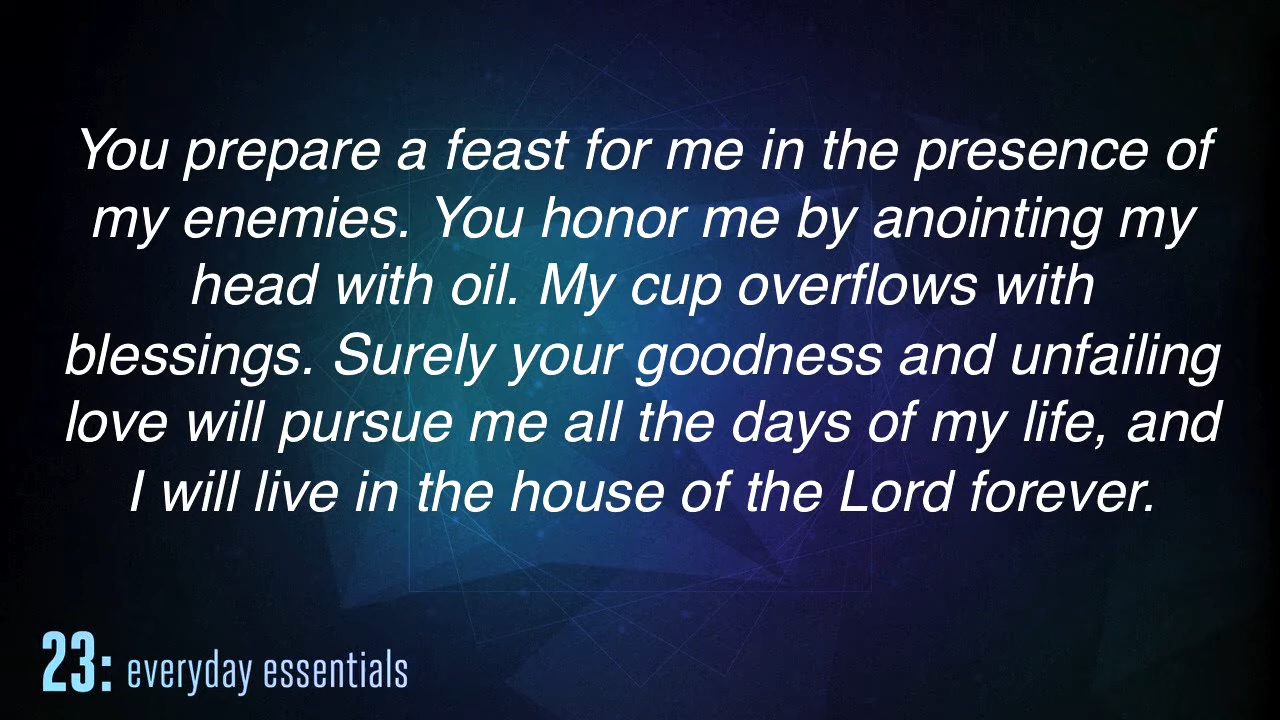 You prepare a feast for me in the presence of
my enemies. You honor me by anointing my
head with oil. My cup overflows with
blessings. Surely your goodness and unfailing
love will pursue me all the days of my life, and
I will live in the house of the Lord forever.
23: everyday essentials